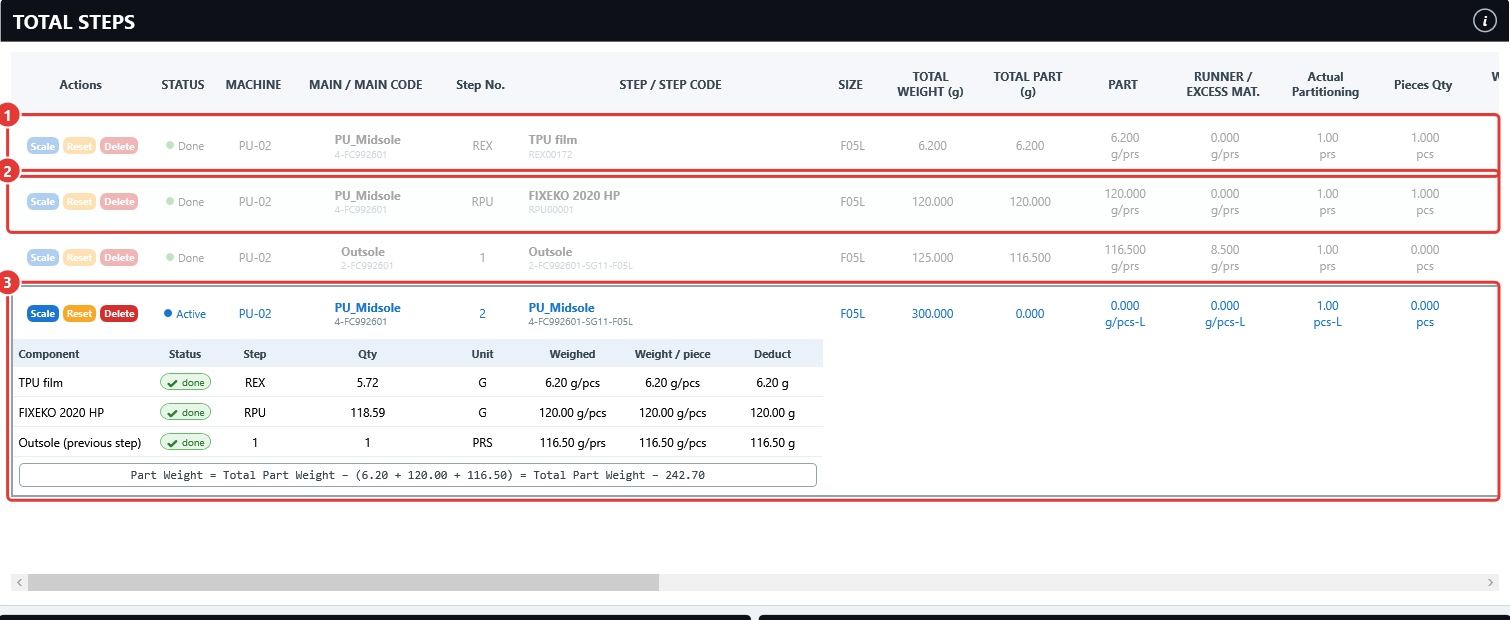 TOTAL STEPS
i
Actions STATUS MACHINE MAIN / MAIN CODE Step No. STEP / STEP CODE SIZE TOTAL WEIGHT (g) TOTAL PART (g) PART RUNNER / EXCESS MAT. Actual Partitioning Pieces Qty W
1
Scale Reset Delete Done PU-02 PU_Midsole 4-FC992601 REX TPU film REX00172 F05L 6.200 6.200 6.200 g/prs 0.000 g/prs 1.00 prs 1.000 pcs
2
Scale Reset Delete Done PU-02 PU_Midsole 4-FC992601 RPU FIXEKO 2020 HP RPU00001 F05L 120.000 120.000 120.000 g/prs 0.000 g/prs 1.00 prs 1.000 pcs
Scale Reset Delete Done PU-02 Outsole 2-FC992601 1 Outsole 2-FC992601-SG11-F05L F05L 125.000 116.500 116.500 g/prs 8.500 g/prs 1.00 prs 0.000 pcs
3
Scale Reset Delete Active PU-02 PU_Midsole 4-FC992601 2 PU_Midsole 4-FC992601-SG11-F05L F05L 300.000 0.000 0.000 g/pcs-L 0.000 g/pcs-L 1.00 pcs-L 0.000 pcs
Component Status Step Qty Unit Weighed Weight / piece Deduct
TPU film done REX 5.72 G 6.20 g/pcs 6.20 g/pcs 6.20 g
FIXEKO 2020 HP done RPU 118.59 G 120.00 g/pcs 120.00 g/pcs 120.00 g
Outsole (previous step) done 1 1 PRS 116.50 g/prs 116.50 g/pcs 116.50 g
Part Weight = Total Part Weight − (6.20 + 120.00 + 116.50) = Total Part Weight − 242.70